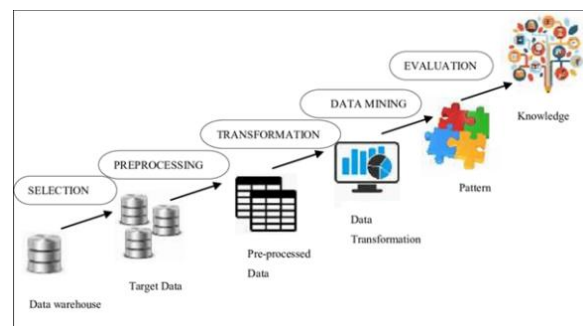 EVALUATION
Knowledge
DATA MINING
TRANSFORMATION
Pattern
PREPROCESSING
Data
Transformation
SELECTION
Pre-processed
Data
Target Data
Data warehouse